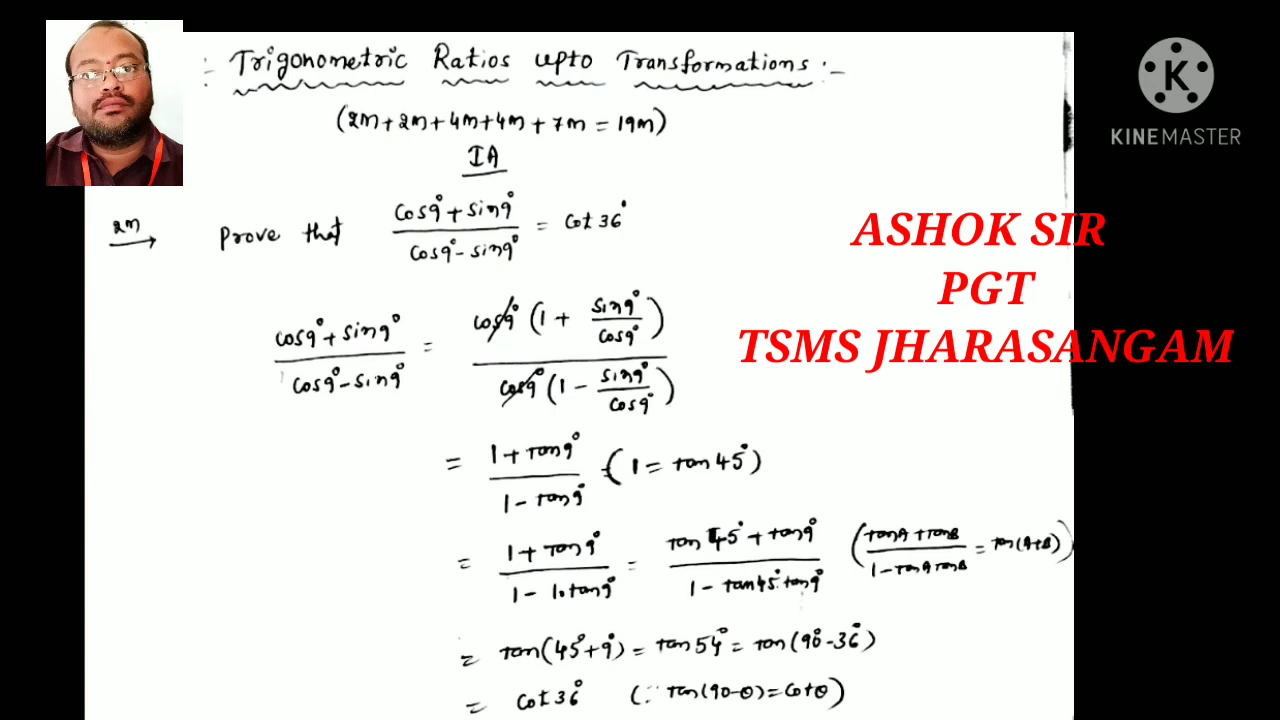 :- Trigonometric Ratios upto Transformations :-
(2M+2M+4M+4M+7M=19M)
IA
2M → Prove that (cos9°+sin9°)/(cos9°-sin9°) = cot36°
(cos9°+sin9°)/(cos9°-sin9°) = cos9°(1+sin9°/cos9°)/cos9°(1-sin9°/cos9°)
= (1+tan9°)/(1-tan9°) (1=tan45°)
= (1+tan9°)/(1-1.tan9°) = (tan45°+tan9°)/(1-tan45°.tan9°) ((tanA+tanB)/(1-tanA tanB)=tan(A+B))
= tan(45°+9°)=tan54°=tan(90°-36°)
= cot36° (∵ tan(90-θ)=cotθ)
K
KINEMASTER
ASHOK SIR
PGT
TSMS JHARASANGAM